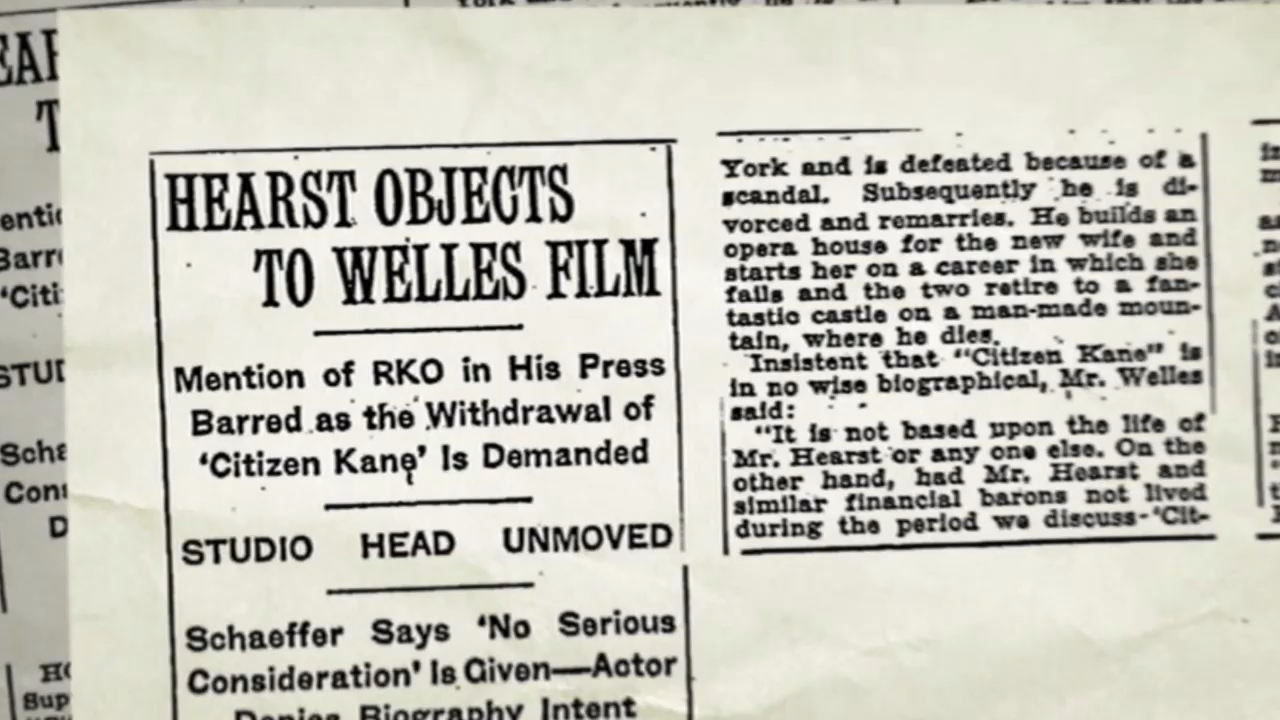 HEARST OBJECTS
TO WELLES FILM
Mention of RKO in His Press
Barred as the Withdrawal of
'Citizen Kane' Is Demanded
STUDIO HEAD UNMOVED
Schaeffer Says 'No Serious
Consideration' Is Given—Actor
Denies Biography Intent
York and is defeated because of a
scandal. Subsequently he is di-
vorced and remarries. He builds an
opera house for the new wife and
starts her on a career in which she
fails and the two retire to a fan-
tastic castle on a man-made moun-
tain, where he dies.
Insistent that "Citizen Kane" is
in no wise biographical, Mr. Welles
said:
"It is not based upon the life of
Mr. Hearst or any one else. On the
other hand, had Mr. Hearst and
similar financial barons not lived
during the period we discuss-'Cit-